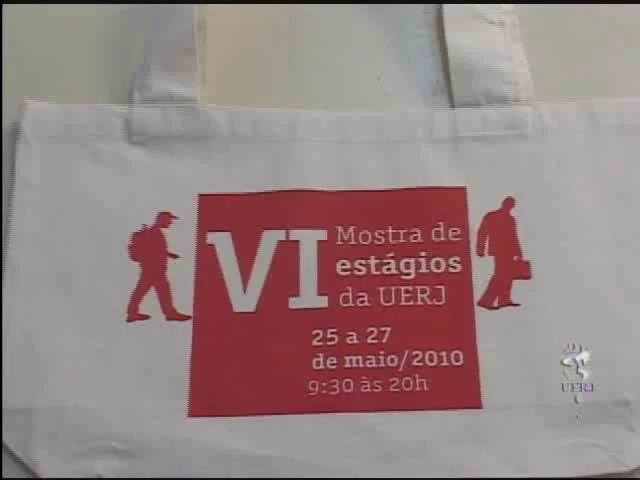 VI
Mostra de
estágios
da UERJ
25 a 27
de maio/2010
9:30 às 20h
UERJ